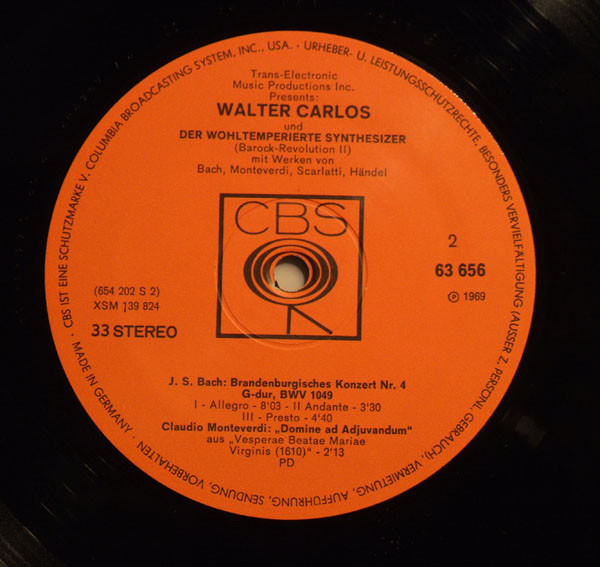 · CBS IST EINE SCHUTZMARKE V. COLUMBIA BROADCASTING SYSTEM, INC., USA. - URHEBER- U. LEISTUNGSSCHUTZRECHTE, BESONDERS VERVIELFÄLTIGUNG (AUSSER Z. PERSÖNL. GEBRAUCH), VERMIETUNG, AUFFÜHRUNG, SENDUNG, VORBEHALTEN · MADE IN GERMANY
Trans-Electronic
Music Productions Inc.
Presents:
WALTER CARLOS
und
DER WOHLTEMPERIERTE SYNTHESIZER
(Barock-Revolution II)
mit Werken von
Bach, Monteverdi, Scarlatti, Händel
CBS
2
63 656
℗ 1969
(654 202 S 2)
XSM 139 824
33 STEREO
J. S. Bach: Brandenburgisches Konzert Nr. 4
G-dur, BWV 1049
I - Allegro - 8'03 - II Andante - 3'30
III - Presto - 4'40
Claudio Monteverdi: „Domine ad Adjuvandum"
aus „Vesperae Beatae Mariae
Virginis (1610)" - 2'13
PD